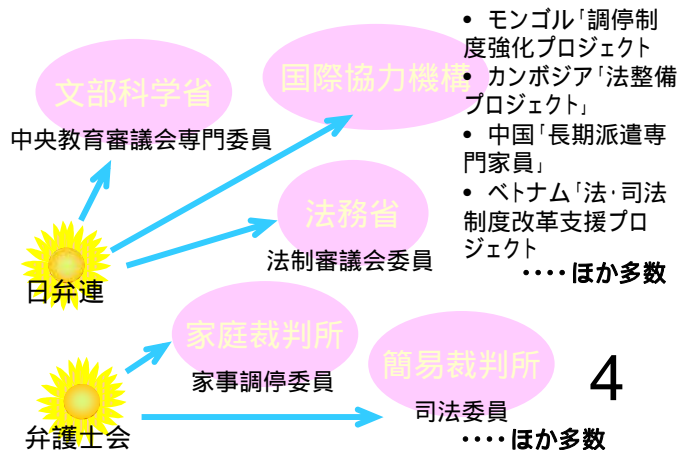 文部科学省
中央教育審議会専門委員
国際協力機構
• モンゴル「調停制
度強化プロジェクト
• カンボジア「法整備
プロジェクト」
• 中国「長期派遣専
門家員」
• ベトナム「法・司法
制度改革支援プロ
ジェクト
‥‥ほか多数
法務省
法制審議会委員
日弁連
家庭裁判所
家事調停委員
簡易裁判所
司法委員
‥‥ほか多数
弁護士会
4